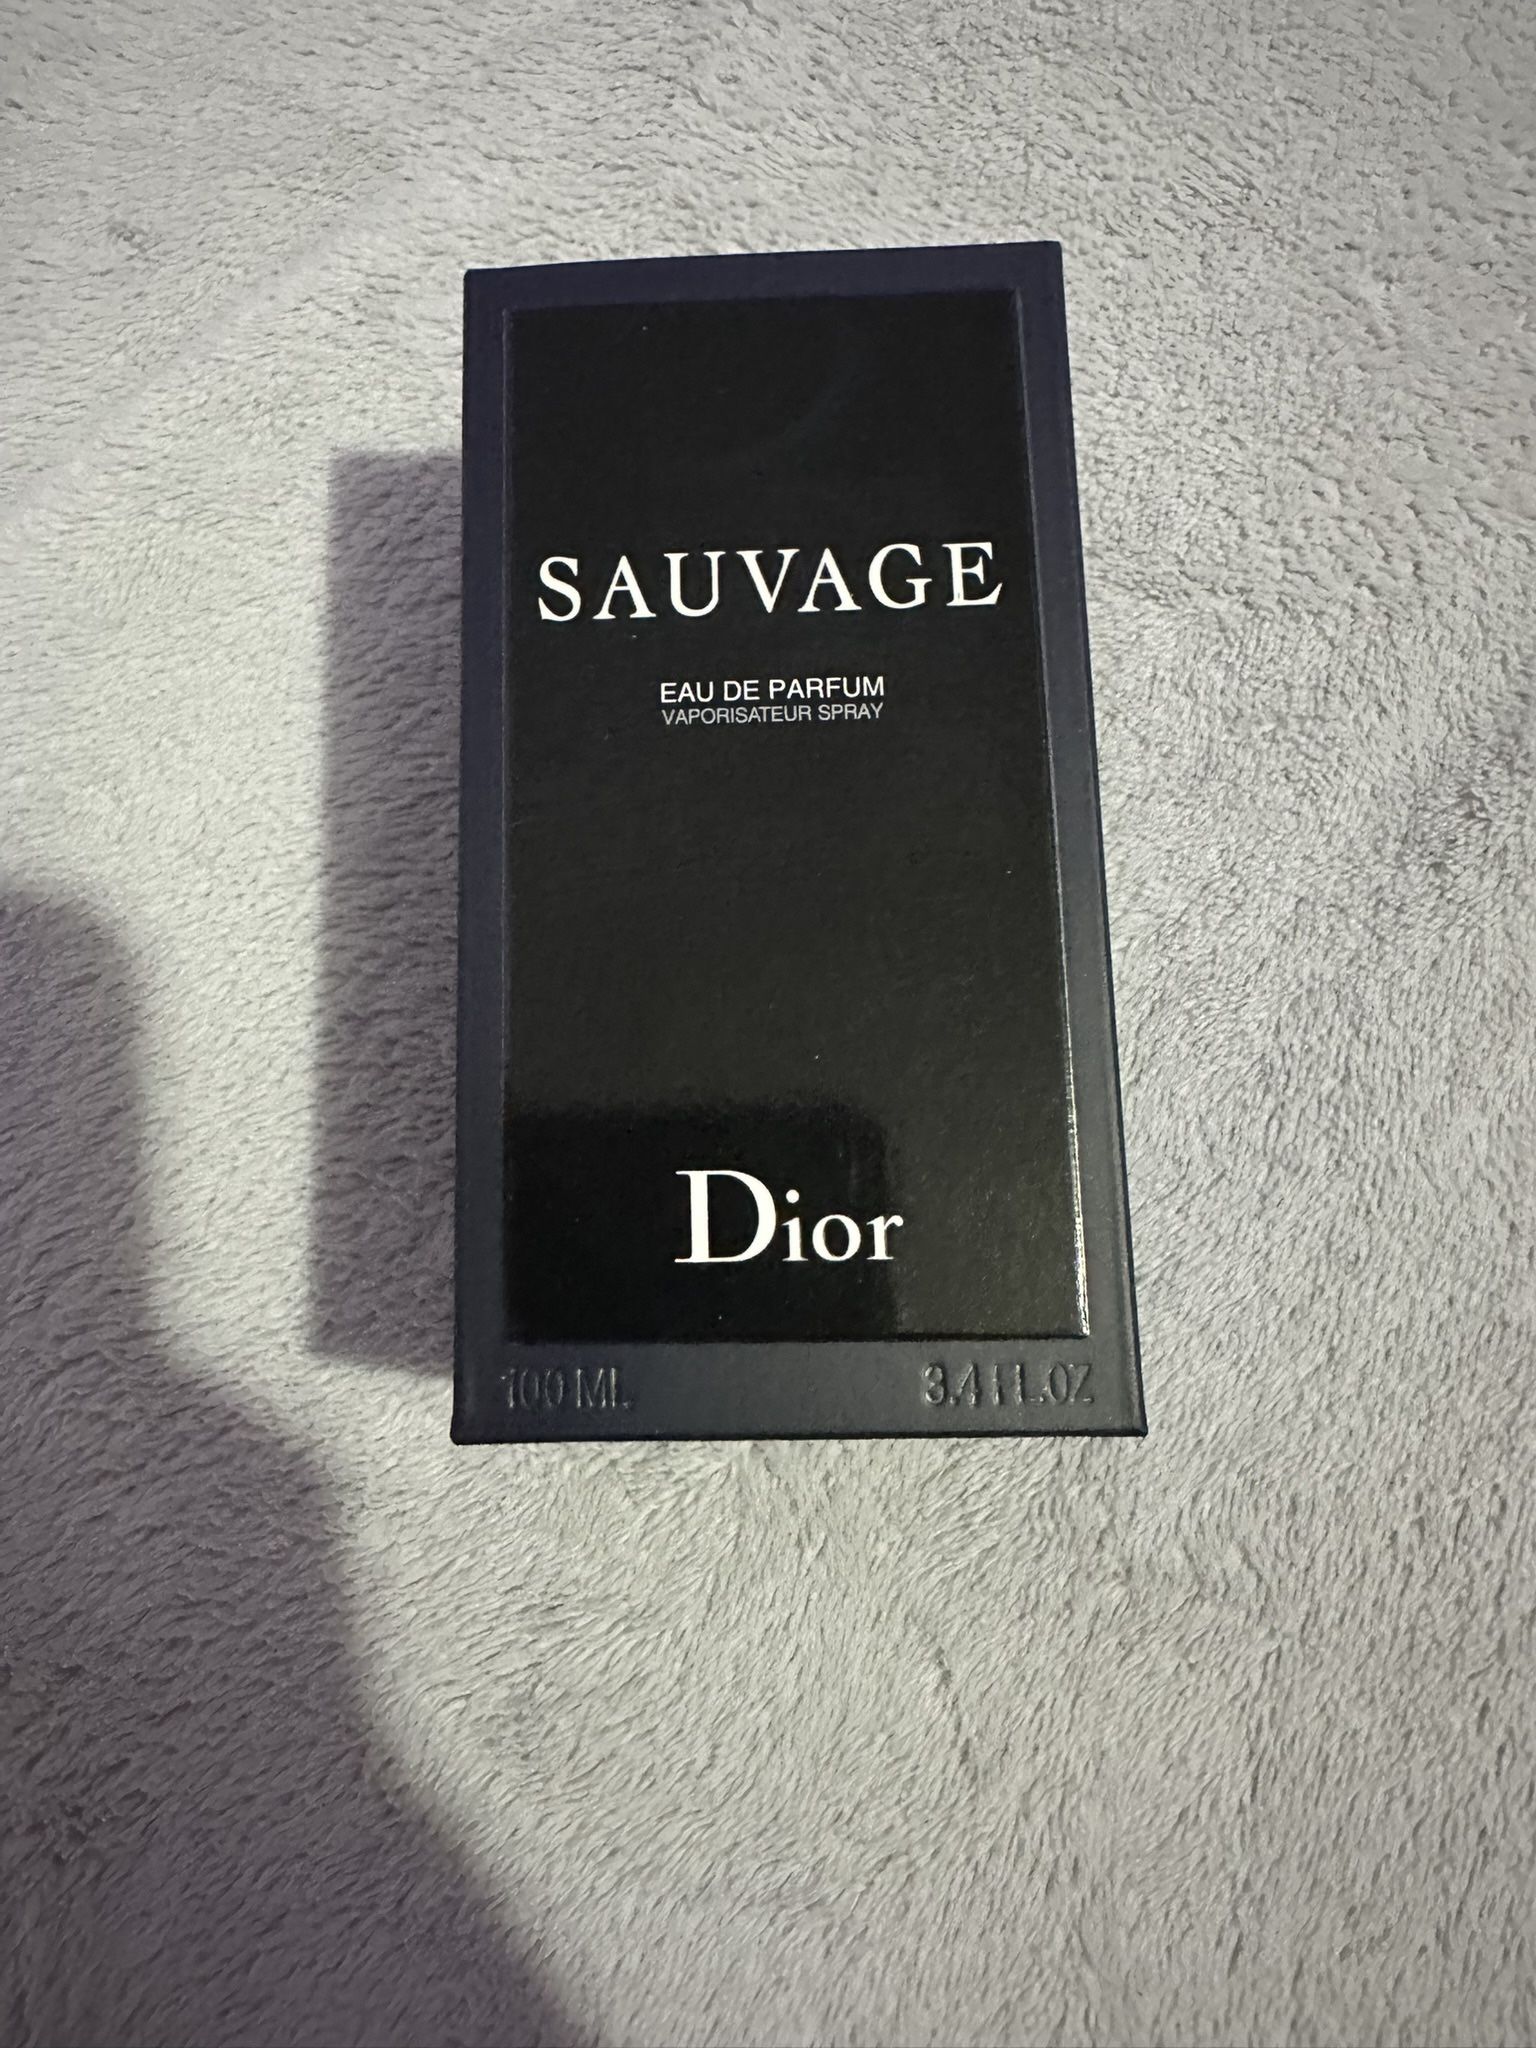 SAUVAGE
EAU DE PARFUM
VAPORISATEUR SPRAY
Dior
100 ML
3.4 FL.OZ